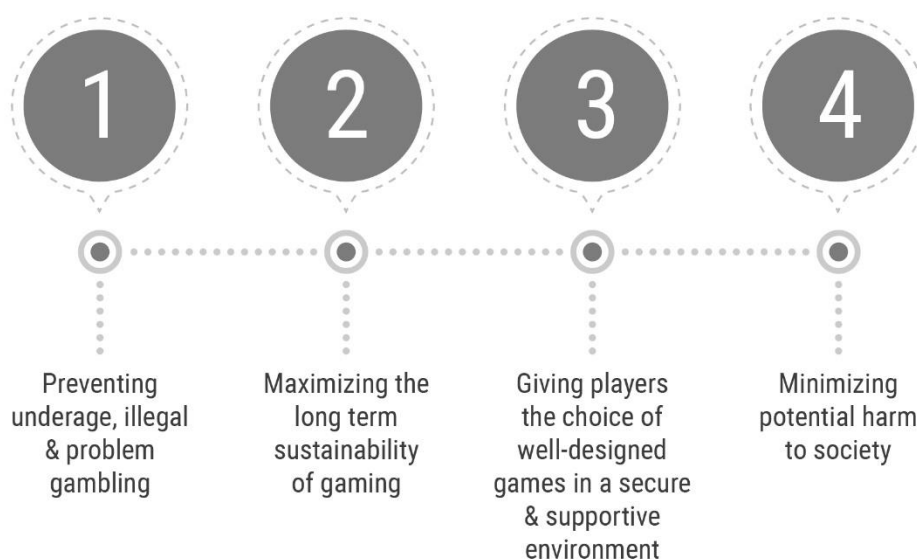 1
2
3
4
Preventing
underage, illegal
& problem
gambling
Maximizing the
long term
sustainability
of gaming
Giving players
the choice of
well-designed
games in a secure
& supportive
environment
Minimizing
potential harm
to society